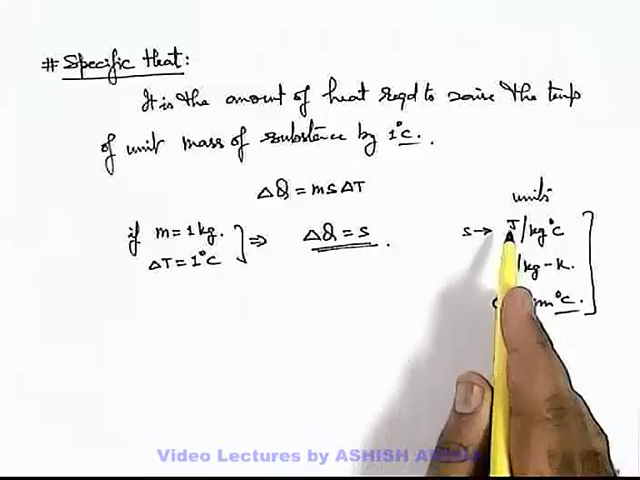 # Specific Heat:
It is the amount of heat reqd to raise the temp
of unit mass of substance by 1°c.
ΔQ = msΔT
units
if m = 1 kg.
ΔT = 1°C
⇒ ΔQ = s.
s → J/kg°C
/kg-K.
m°C.
Video Lectures by ASHISH